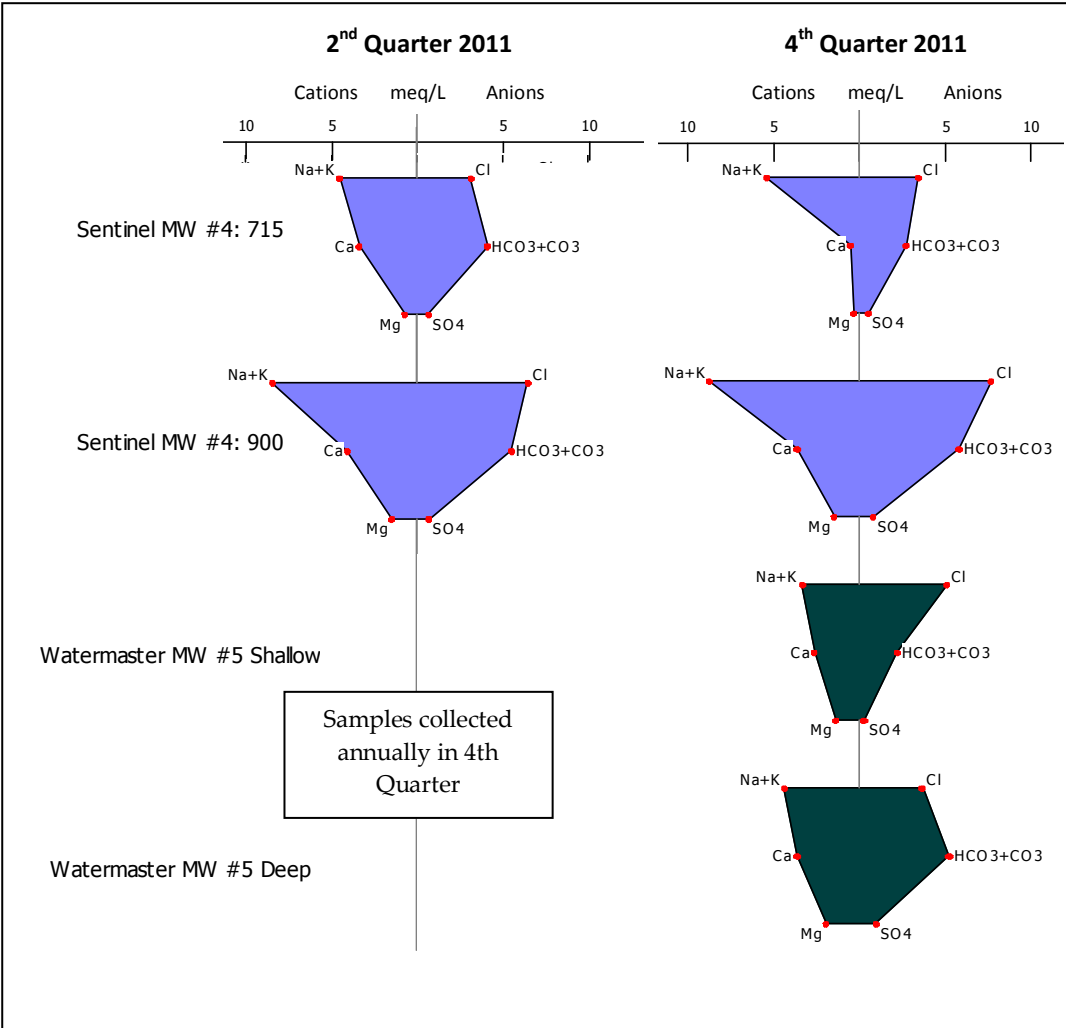 2nd Quarter 2011
4th Quarter 2011
Cations meq/L Anions
Cations meq/L Anions
10 5 5 10
10 5 5 10
Na+K Cl
Na+K Cl
Sentinel MW #4: 715
Ca HCO3+CO3
Ca HCO3+CO3
Mg SO4
Mg SO4
Na+K Cl
Na+K Cl
Sentinel MW #4: 900
Ca HCO3+CO3
Ca HCO3+CO3
Mg SO4
Mg SO4
Na+K Cl
Watermaster MW #5 Shallow
Ca HCO3+CO3
Mg SO4
Samples collected
annually in 4th
Quarter
Na+K Cl
Watermaster MW #5 Deep
Ca HCO3+CO3
Mg SO4